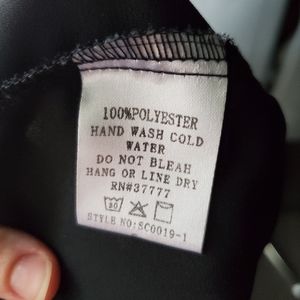 100%POLYESTER
HAND WASH COLD
WATER
DO NOT BLEAH
HANG OR LINE DRY
RN#37777
STYLE NO:SC0019-1